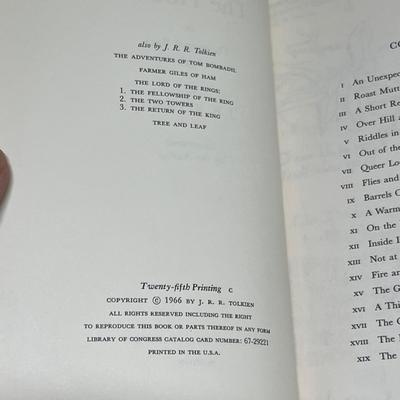 also by J. R. R. Tolkien
THE ADVENTURES OF TOM BOMBADIL
FARMER GILES OF HAM
THE LORD OF THE RINGS:
1. THE FELLOWSHIP OF THE RING
2. THE TWO TOWERS
3. THE RETURN OF THE KING
TREE AND LEAF
Twenty-fifth Printing C
COPYRIGHT © 1966 BY J. R. R. TOLKIEN
ALL RIGHTS RESERVED INCLUDING THE RIGHT
TO REPRODUCE THIS BOOK OR PARTS THEREOF IN ANY FORM
LIBRARY OF CONGRESS CATALOG CARD NUMBER: 67-29221
PRINTED IN THE U.S.A.
CO
I An Unexpec
II Roast Mutt
III A Short Re
IV Over Hill a
V Riddles in
VI Out of the
VII Queer Lo
VIII Flies and
IX Barrels O
X A Warm
XI On the
XII Inside I
XIII Not at
XIV Fire an
XV The G
XVI A Thi
XVII The C
XVIII The
XIX The